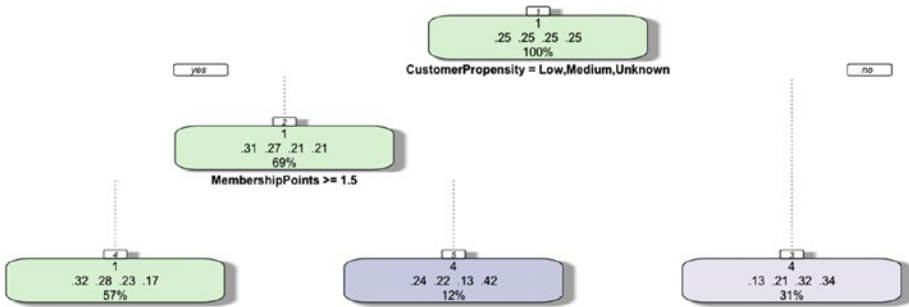 1
1
.25 .25 .25 .25
100%
CustomerPropensity = Low,Medium,Unknown
yes
no
2
1
.31 .27 .21 .21
69%
MembershipPoints >= 1.5
4
1
.32 .28 .23 .17
57%
5
4
.24 .22 .13 .42
12%
3
4
.13 .21 .32 .34
31%